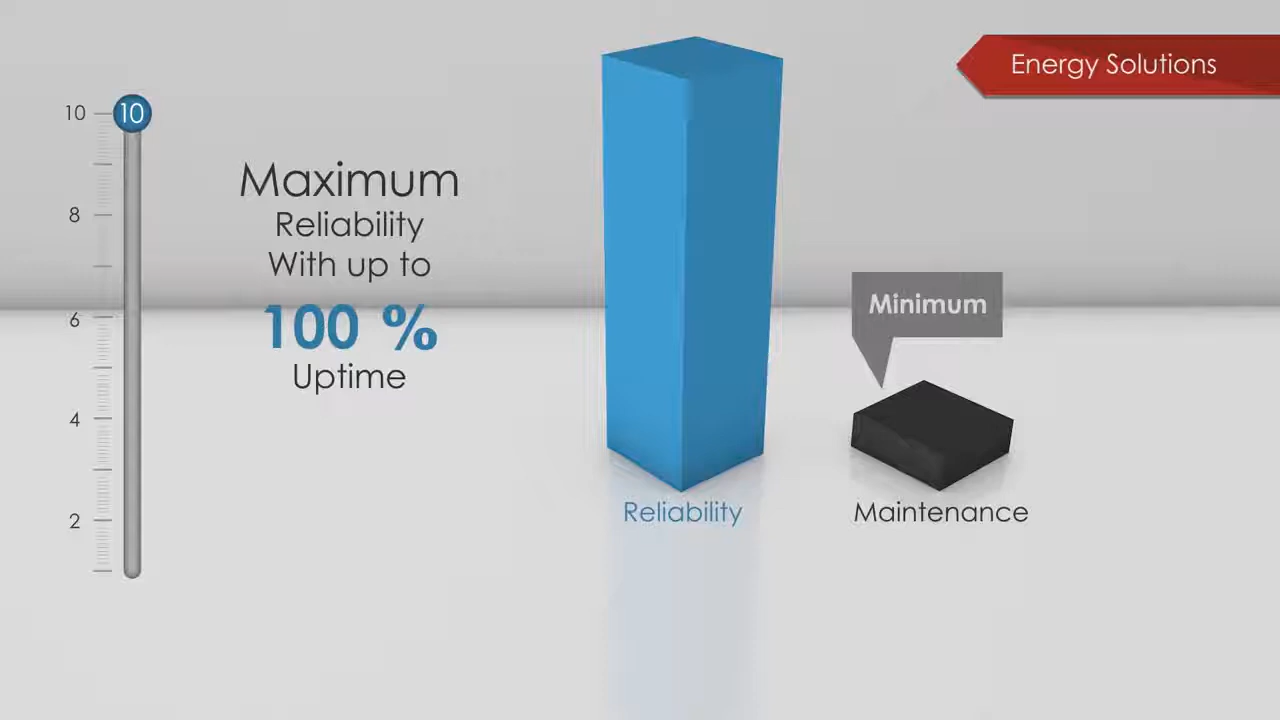 Energy Solutions
10
10
8
6
4
2
Maximum
Reliability
With up to
100 %
Uptime
Minimum
Reliability
Maintenance